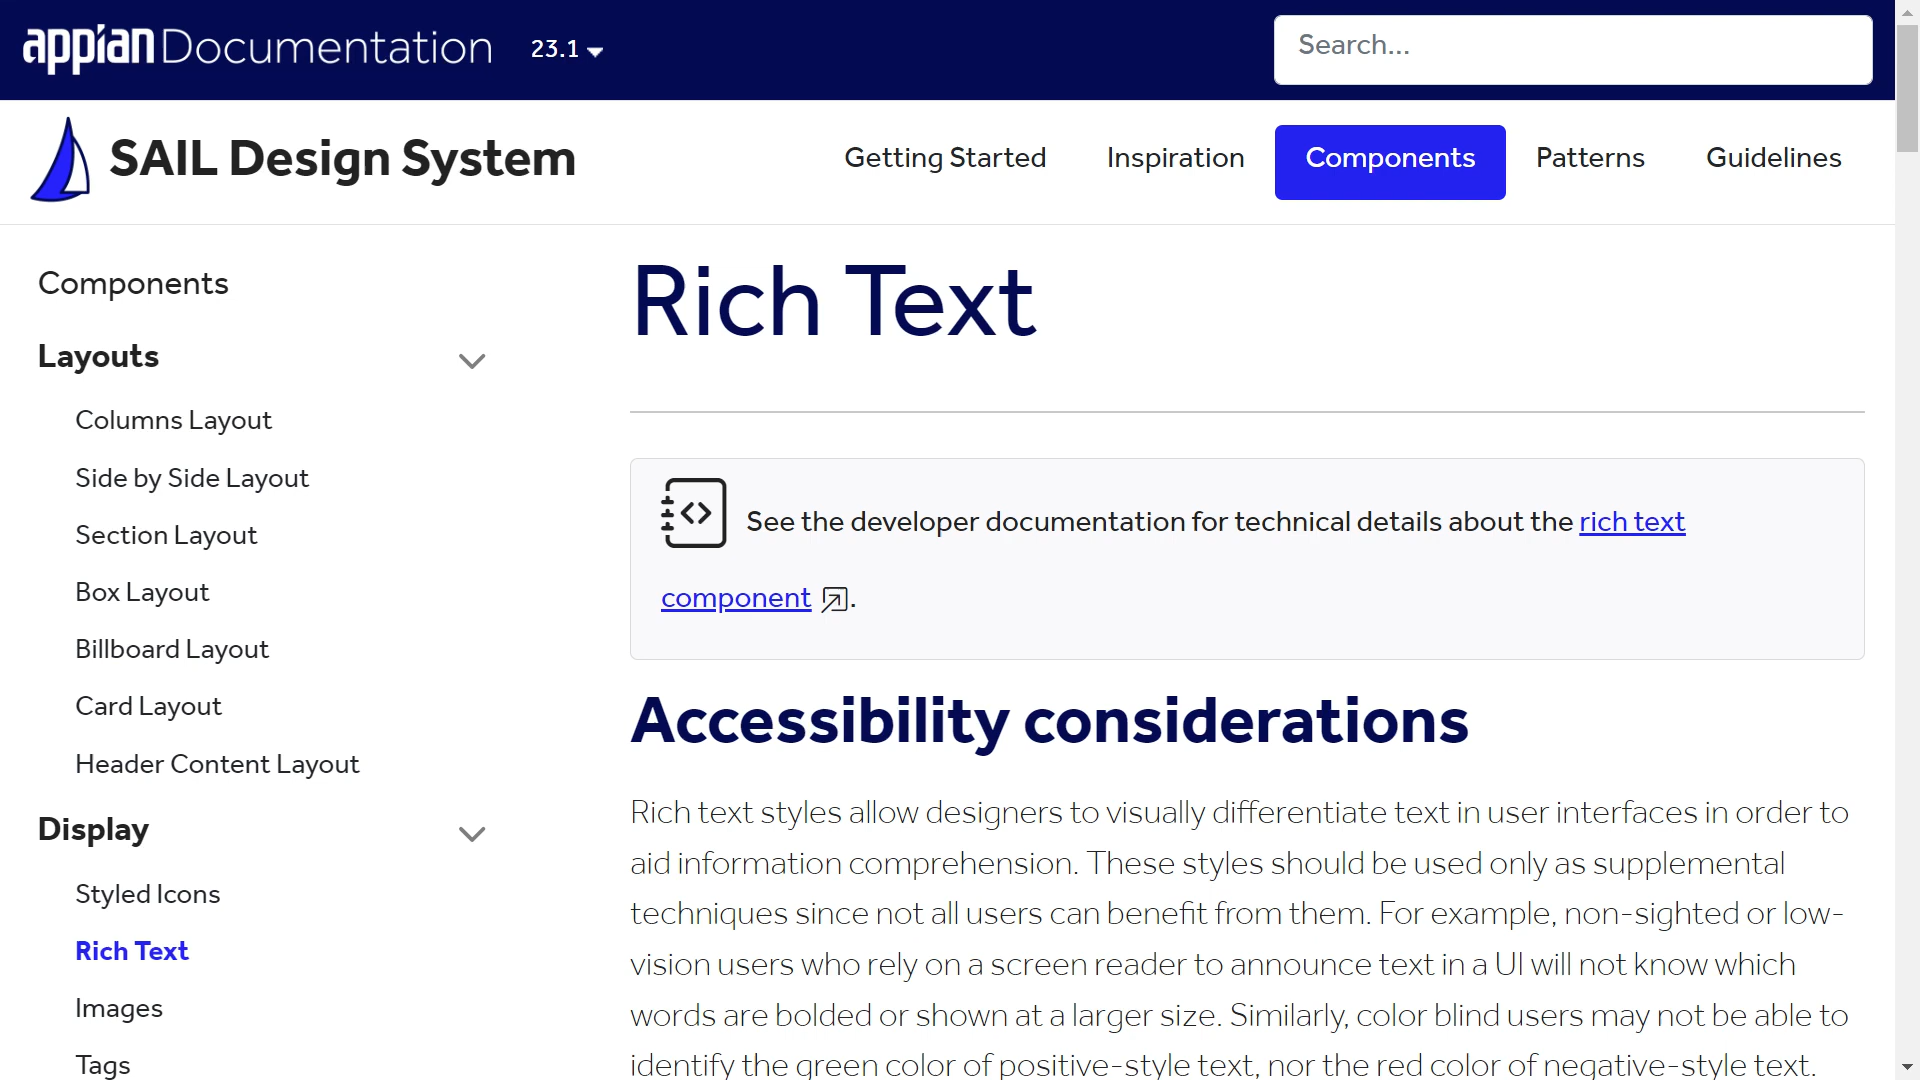 appian Documentation 23.1 Search...
SAIL Design System Getting Started Inspiration Components Patterns Guidelines
Components
Layouts
Columns Layout
Side by Side Layout
Section Layout
Box Layout
Billboard Layout
Card Layout
Header Content Layout
Display
Styled Icons
Rich Text
Images
Tags
Rich Text
See the developer documentation for technical details about the rich text
component.
Accessibility considerations
Rich text styles allow designers to visually differentiate text in user interfaces in order to
aid information comprehension. These styles should be used only as supplemental
techniques since not all users can benefit from them. For example, non-sighted or low-
vision users who rely on a screen reader to announce text in a UI will not know which
words are bolded or shown at a larger size. Similarly, color blind users may not be able to
identify the green color of positive-style text, nor the red color of negative-style text.